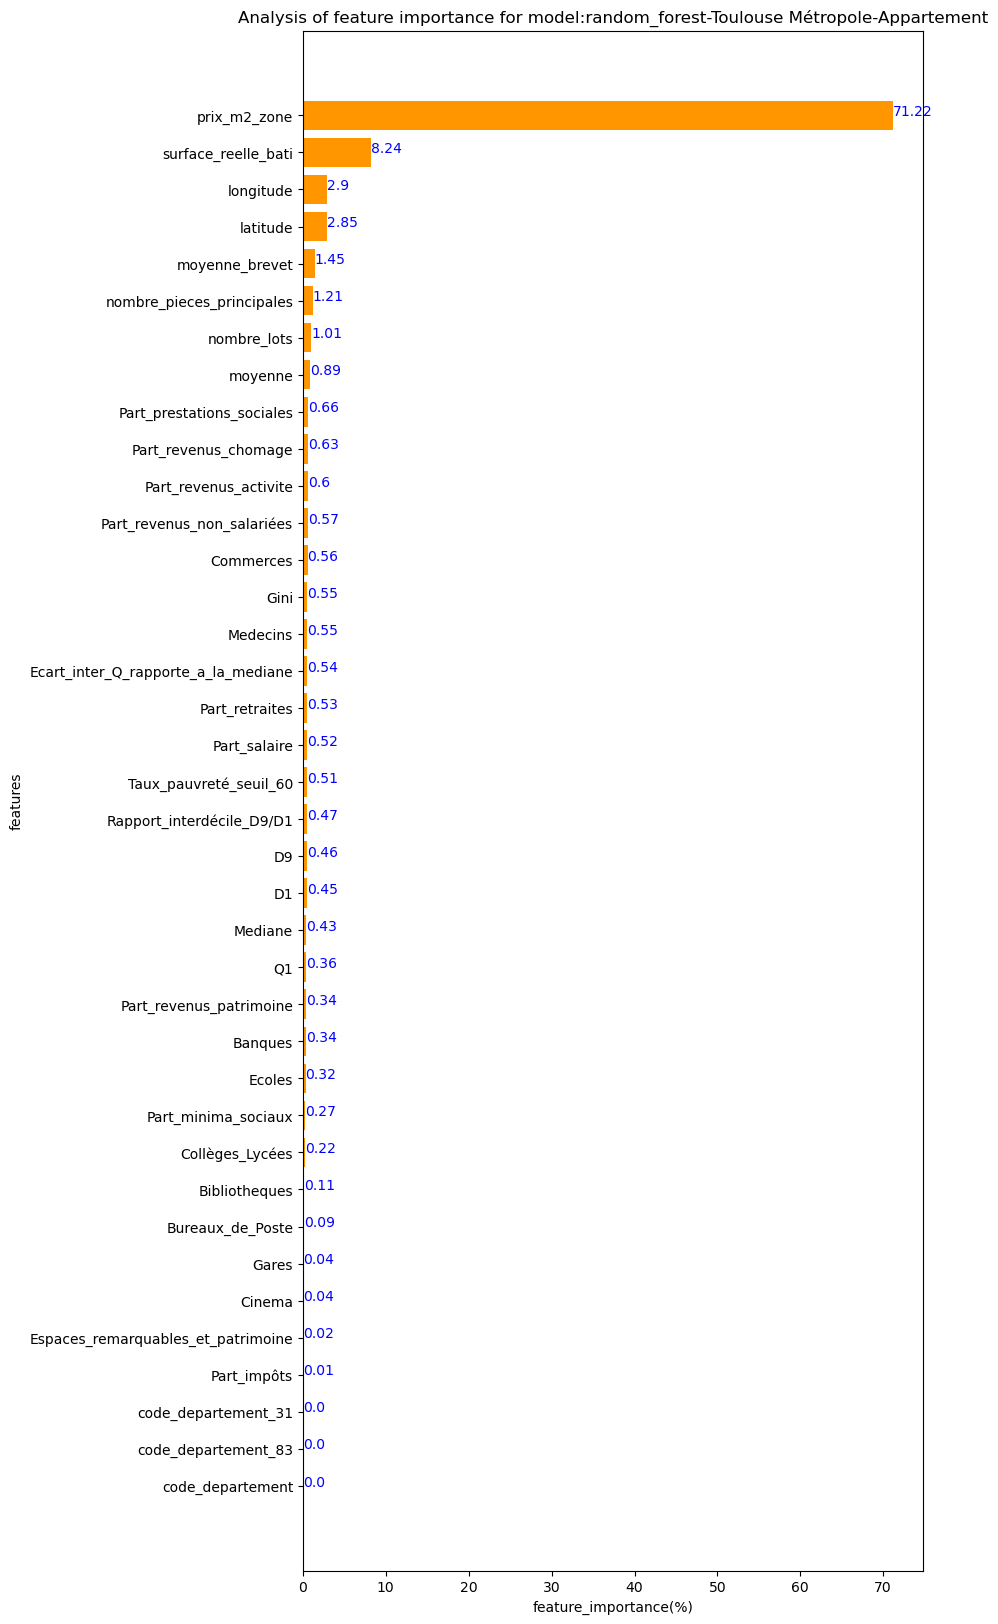 Analysis of feature importance for model:random_forest-Toulouse Métropole-Appartement
features
prix_m2_zone 71.22
surface_reelle_bati 8.24
longitude 2.9
latitude 2.85
moyenne_brevet 1.45
nombre_pieces_principales 1.21
nombre_lots 1.01
moyenne 0.89
Part_prestations_sociales 0.66
Part_revenus_chomage 0.63
Part_revenus_activite 0.6
Part_revenus_non_salariées 0.57
Commerces 0.56
Gini 0.55
Medecins 0.55
Ecart_inter_Q_rapporte_a_la_mediane 0.54
Part_retraites 0.53
Part_salaire 0.52
Taux_pauvreté_seuil_60 0.51
Rapport_interdécile_D9/D1 0.47
D9 0.46
D1 0.45
Mediane 0.43
Q1 0.36
Part_revenus_patrimoine 0.34
Banques 0.34
Ecoles 0.32
Part_minima_sociaux 0.27
Collèges_Lycées 0.22
Bibliotheques 0.11
Bureaux_de_Poste 0.09
Gares 0.04
Cinema 0.04
Espaces_remarquables_et_patrimoine 0.02
Part_impôts 0.01
code_departement_31 0.0
code_departement_83 0.0
code_departement 0.0
0 10 20 30 40 50 60 70
feature_importance(%)